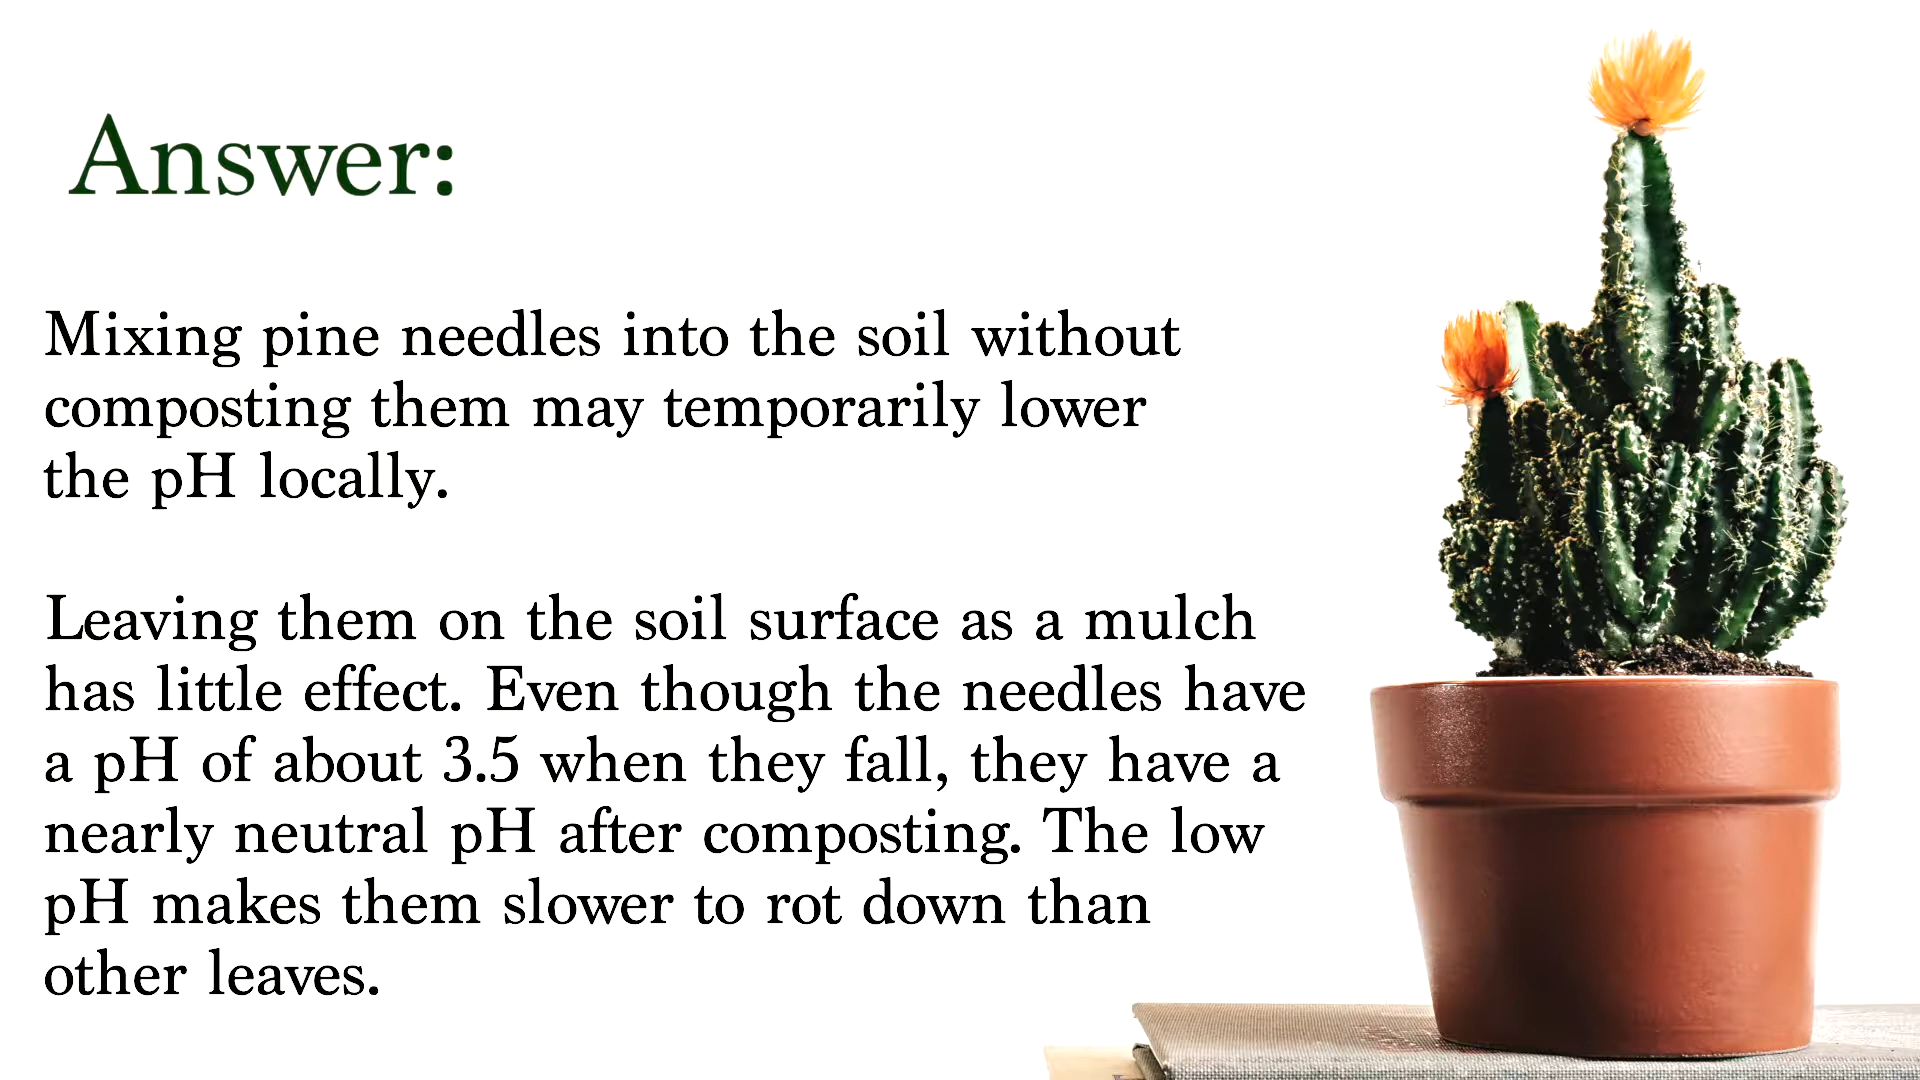 Answer:
Mixing pine needles into the soil without
composting them may temporarily lower
the pH locally.
Leaving them on the soil surface as a mulch
has little effect. Even though the needles have
a pH of about 3.5 when they fall, they have a
nearly neutral pH after composting. The low
pH makes them slower to rot down than
other leaves.